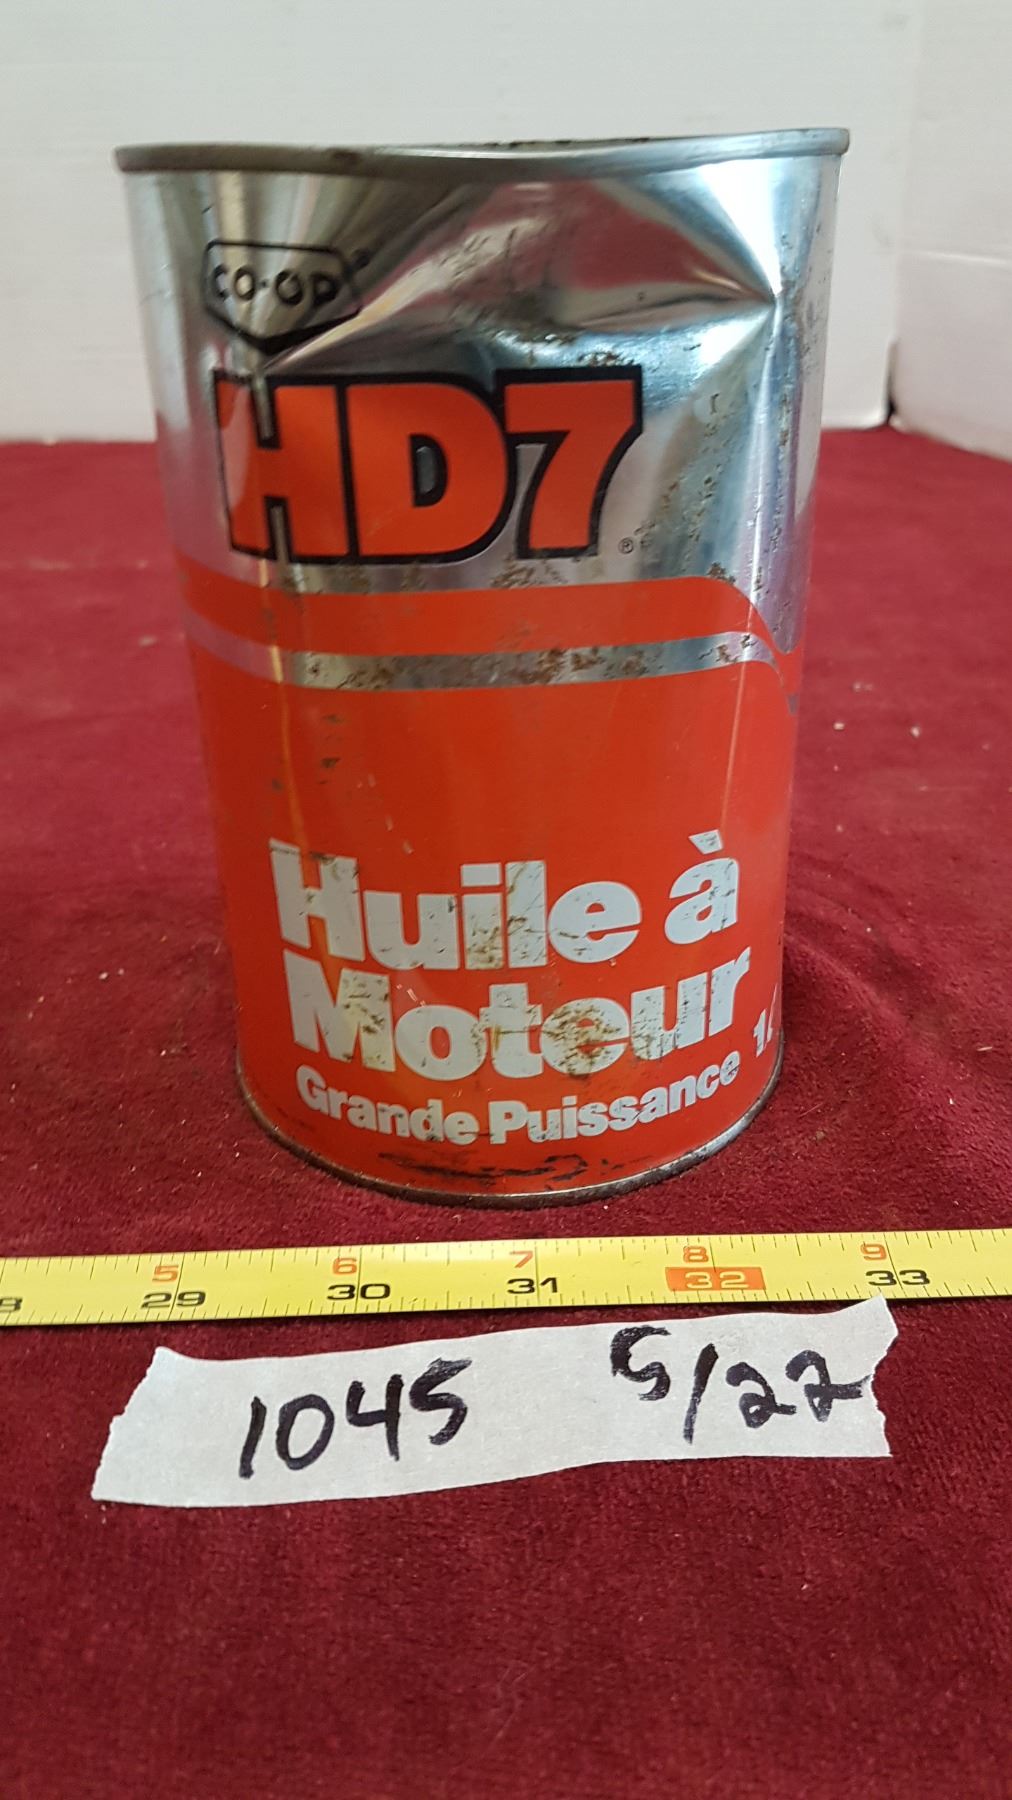 CO-OP®
HD7®
Huile à
Moteur
Grande Puissance 1
5 6 7 8 9
29 30 31 32 33
1045 5/22